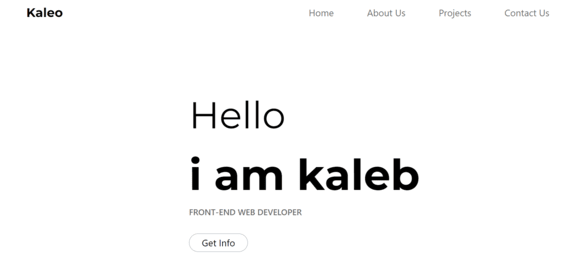 Kaleo Home About Us Projects Contact Us
Hello
i am kaleb
FRONT-END WEB DEVELOPER
Get Info